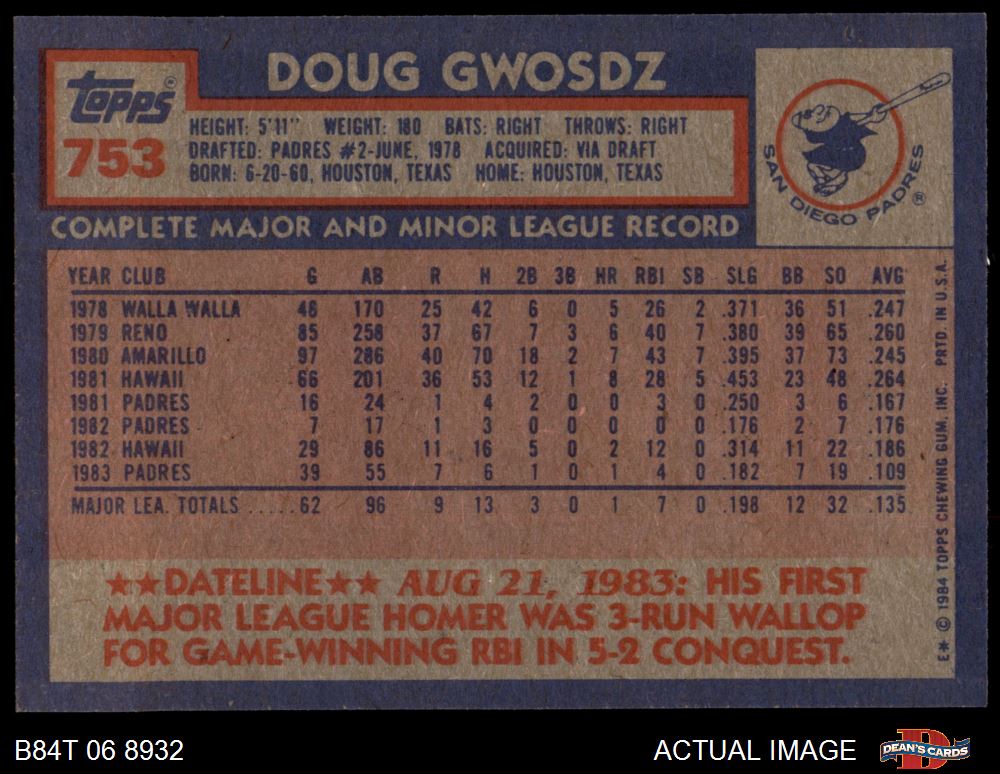 DOUG GWOSDZ
Topps®
753
HEIGHT: 5'11" WEIGHT: 180 BATS: RIGHT THROWS: RIGHT
DRAFTED: PADRES #2-JUNE, 1978 ACQUIRED: VIA DRAFT
BORN: 6-20-60, HOUSTON, TEXAS HOME: HOUSTON, TEXAS
SAN DIEGO PADRES ®
COMPLETE MAJOR AND MINOR LEAGUE RECORD
YEAR CLUB G AB R H 2B 3B HR RBI SB SLG BB SO AVG
1978 WALLA WALLA 48 170 25 42 6 0 5 26 2 .371 36 51 .247
1979 RENO 85 258 37 67 7 3 6 40 7 .380 39 65 .260
1980 AMARILLO 97 286 40 70 18 2 7 43 7 .395 37 73 .245
1981 HAWAII 66 201 36 53 12 1 8 28 5 .453 23 48 .264
1981 PADRES 16 24 1 4 2 0 0 3 0 .250 3 6 .167
1982 PADRES 7 17 1 3 0 0 0 0 0 .176 2 7 .176
1982 HAWAII 29 86 11 16 5 0 2 12 0 .314 11 22 .186
1983 PADRES 39 55 7 6 1 0 1 4 0 .182 7 19 .109
MAJOR LEA. TOTALS .....62 96 9 13 3 0 1 7 0 .198 12 32 .135
★★DATELINE★★ AUG 21, 1983: HIS FIRST
MAJOR LEAGUE HOMER WAS 3-RUN WALLOP
FOR GAME-WINNING RBI IN 5-2 CONQUEST.
E* © 1984 TOPPS CHEWING GUM, INC. PRTD. IN U.S.A.
B84T 06 8932
ACTUAL IMAGE
DEAN'S CARDS